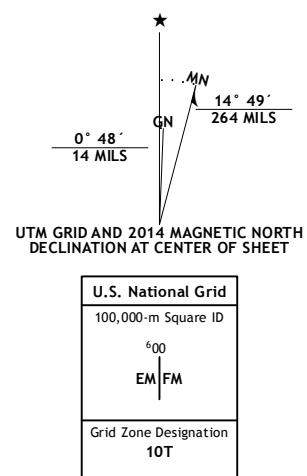 ★
MN
GN
14° 49´
264 MILS
0° 48´
14 MILS
UTM GRID AND 2014 MAGNETIC NORTH
DECLINATION AT CENTER OF SHEET
U.S. National Grid
100,000-m Square ID
⁶00
EM FM
Grid Zone Designation
10T